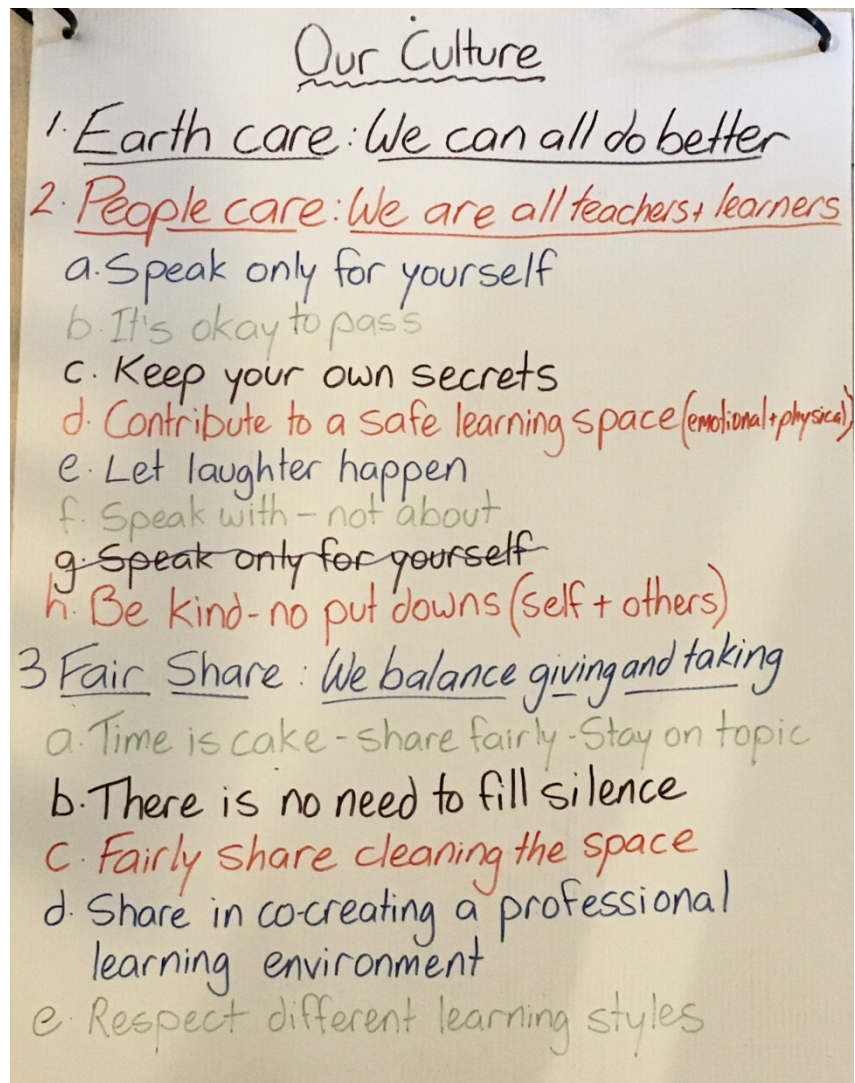 Our Culture
1. Earth care: We can all do better
2. People care: We are all teachers + learners
a. Speak only for yourself
b. It's okay to pass
c. Keep your own secrets
d. Contribute to a safe learning space (emotional + physical)
e. Let laughter happen
f. Speak with - not about
g. Speak only for yourself
h. Be kind - no put downs (self + others)
3 Fair Share: We balance giving and taking
a. Time is cake - share fairly - Stay on topic
b. There is no need to fill silence
c. Fairly share cleaning the space
d. Share in co-creating a professional
learning environment
e. Respect different learning styles